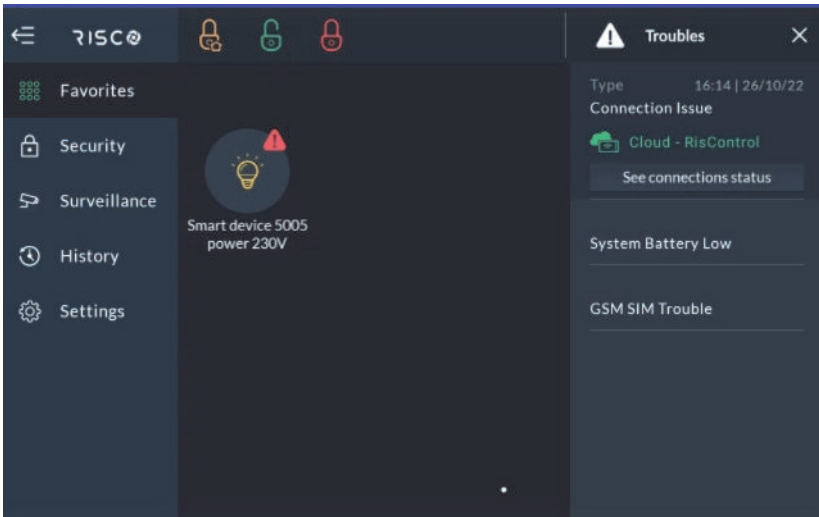 RISCO
Favorites
Security
Surveillance
History
Settings
Smart device 5005
power 230V
Troubles
Type 16:14 | 26/10/22
Connection Issue
Cloud - RisControl
See connections status
System Battery Low
GSM SIM Trouble